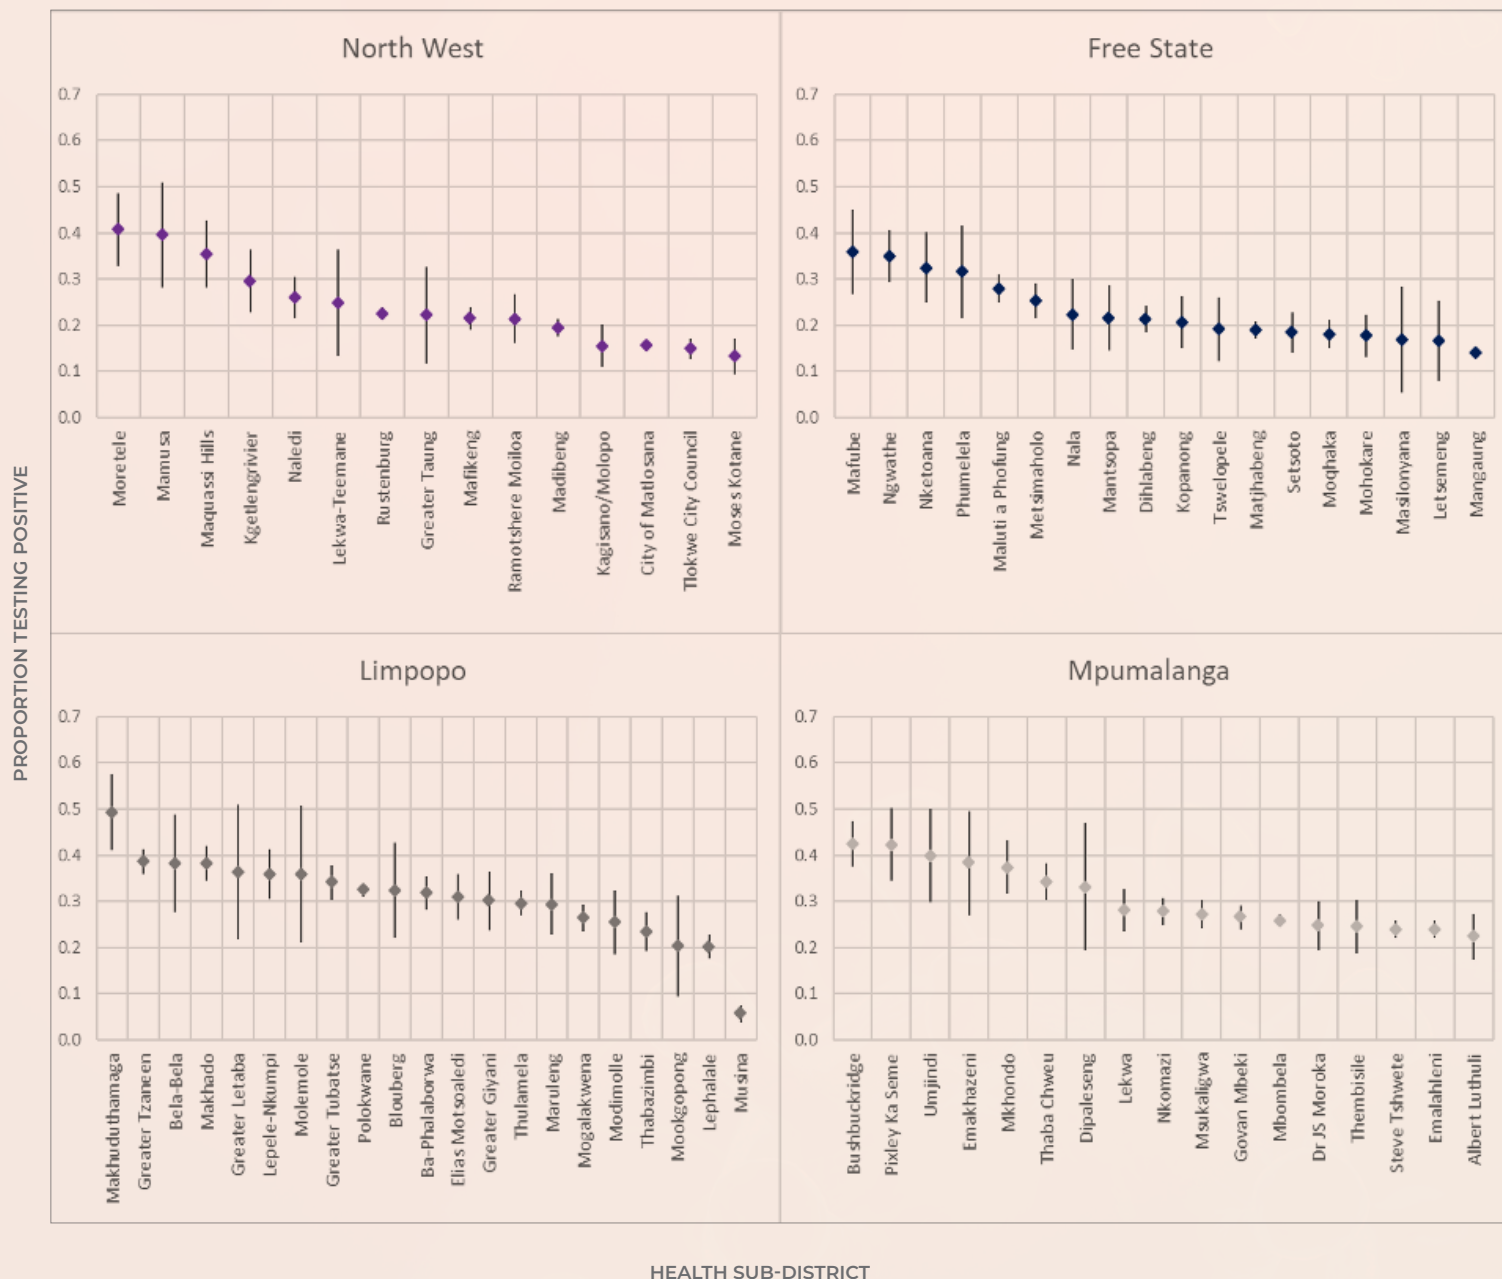 PROPORTION TESTING POSITIVE
North West
0.7
0.6
0.5
0.4
0.3
0.2
0.1
0.0
Moretele
Mamusa
Maquassi Hills
Kgetlengrivier
Naledi
Lekwa-Teemane
Rustenburg
Greater Taung
Mafikeng
Ramotshere Moiloa
Madibeng
Kagisano/Molopo
City of Matlosana
Tlokwe City Council
Moses Kotane
Free State
0.7
0.6
0.5
0.4
0.3
0.2
0.1
0.0
Mafube
Ngwathe
Nketoana
Phumelela
Maluti a Phofung
Metsimaholo
Nala
Mantsopa
Dihlabeng
Kopanong
Tswelopele
Matjhabeng
Setsoto
Moqhaka
Mohokare
Masilonyana
Letsemeng
Mangaung
Limpopo
0.7
0.6
0.5
0.4
0.3
0.2
0.1
0.0
Makhuduthamaga
Greater Tzaneen
Bela-Bela
Makhado
Greater Letaba
Lepele-Nkumpi
Molemole
Greater Tubatse
Polokwane
Blouberg
Ba-Phalaborwa
Elias Motsoaledi
Greater Giyani
Thulamela
Maruleng
Mogalakwena
Modimolle
Thabazimbi
Mookgopong
Lephalale
Musina
Mpumalanga
0.7
0.6
0.5
0.4
0.3
0.2
0.1
0.0
Bushbuckridge
Pixley Ka Seme
Umjindi
Emakhazeni
Mkhondo
Thaba Chweu
Dipaleseng
Lekwa
Nkomazi
Msukaligwa
Govan Mbeki
Mbombela
Dr JS Moroka
Thembisile
Steve Tshwete
Emalahleni
Albert Luthuli
HEALTH SUB-DISTRICT